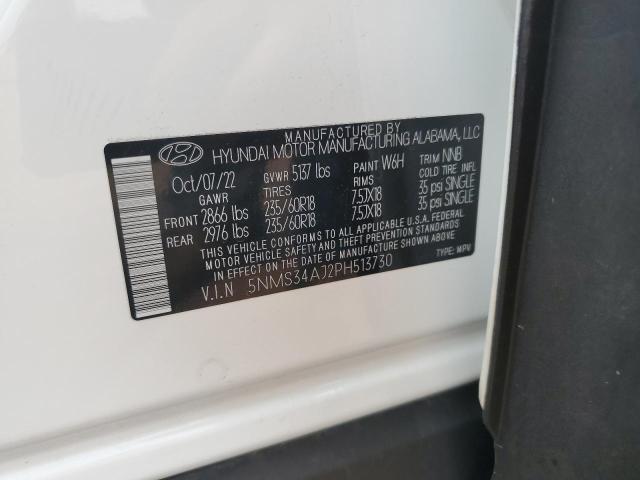 MANUFACTURED BY
HYUNDAI MOTOR MANUFACTURING ALABAMA, LLC
Oct/07/22 GVWR 5137 lbs PAINT W6H TRIM NNB
GAWR TIRES RIMS COLD TIRE INFL
FRONT 2866 lbs 235/60R18 7.5JX18 35 psi SINGLE
REAR 2976 lbs 235/60R18 7.5JX18 35 psi SINGLE
THIS VEHICLE CONFORMS TO ALL APPLICABLE U.S.A. FEDERAL
MOTOR VEHICLE SAFETY AND THEFT PREVENTION STANDARDS
IN EFFECT ON THE DATE OF MANUFACTURE SHOWN ABOVE.
V.I.N 5NMS34AJ2PH513730 TYPE: MPV